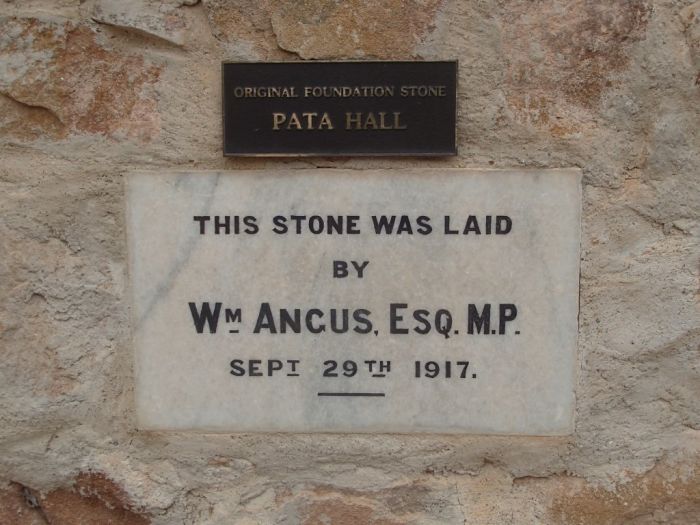 ORIGINAL FOUNDATION STONE
PATA HALL
THIS STONE WAS LAID
BY
WM ANGUS, ESQ. M.P.
SEPT 29TH 1917.